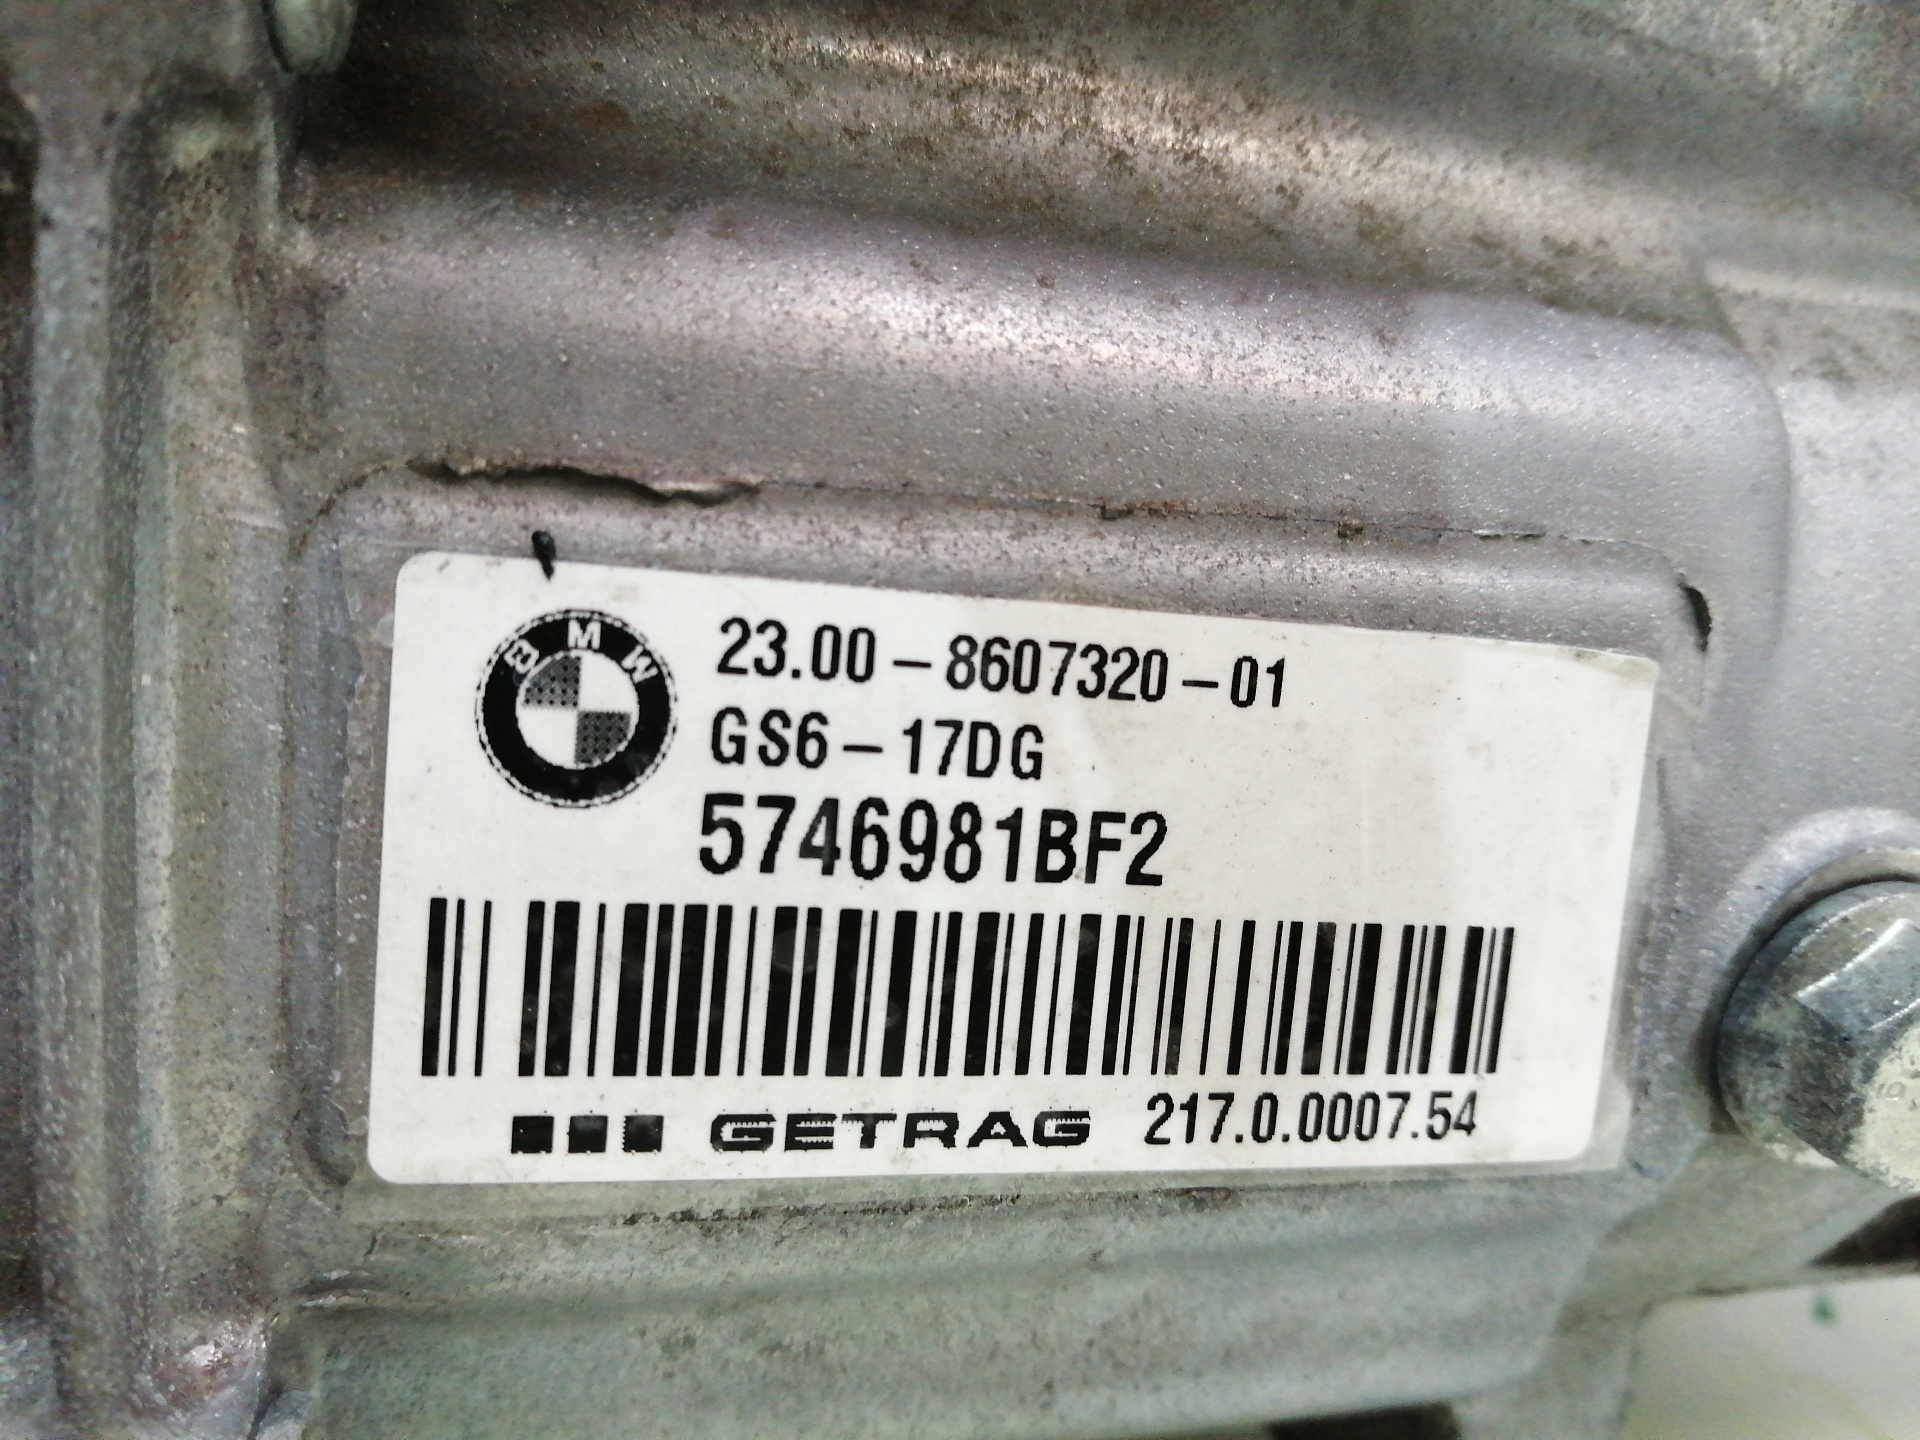 BMW
23.00-8607320-01
GS6-17DG
5746981BF2
GETRAG 217.0.0007.54